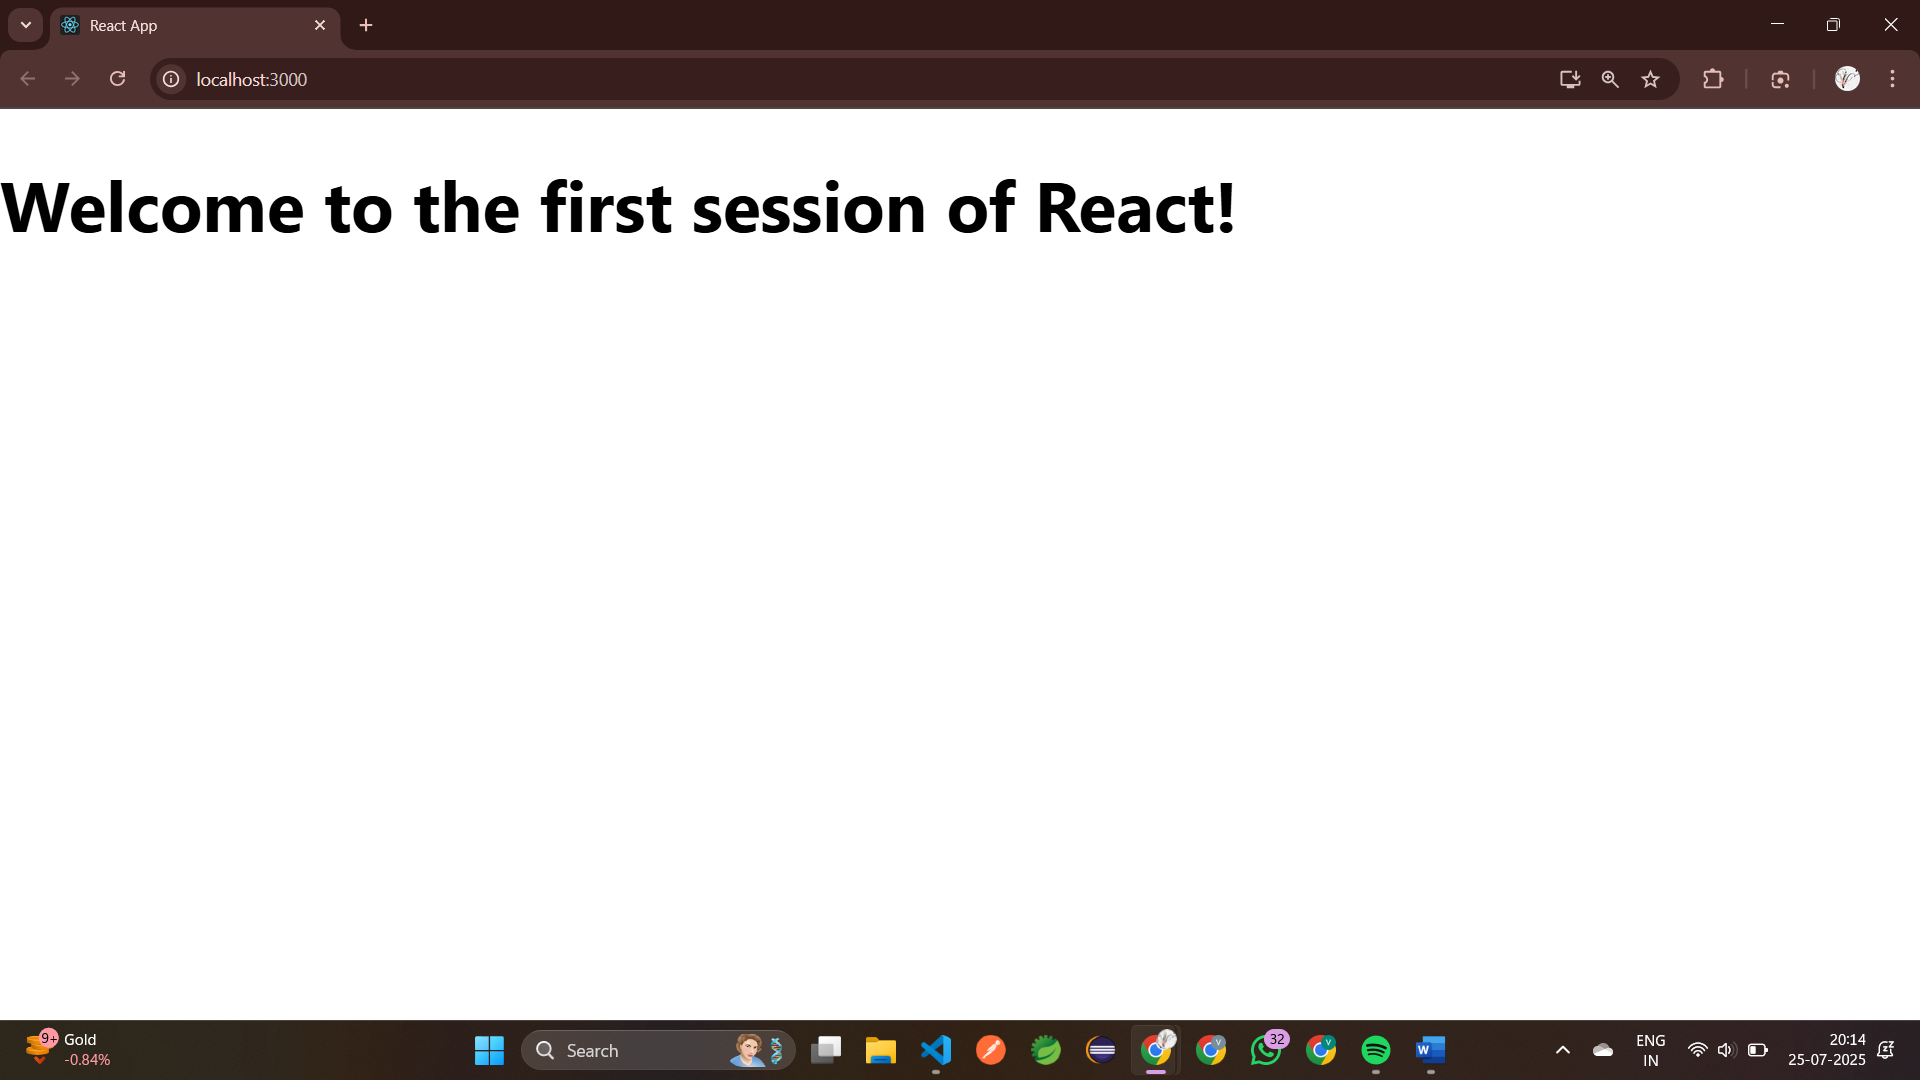 React App
localhost:3000
Welcome to the first session of React!
9+
Gold
-0.84%
Search
V
32
V
W
ENG
IN
20:14
25-07-2025